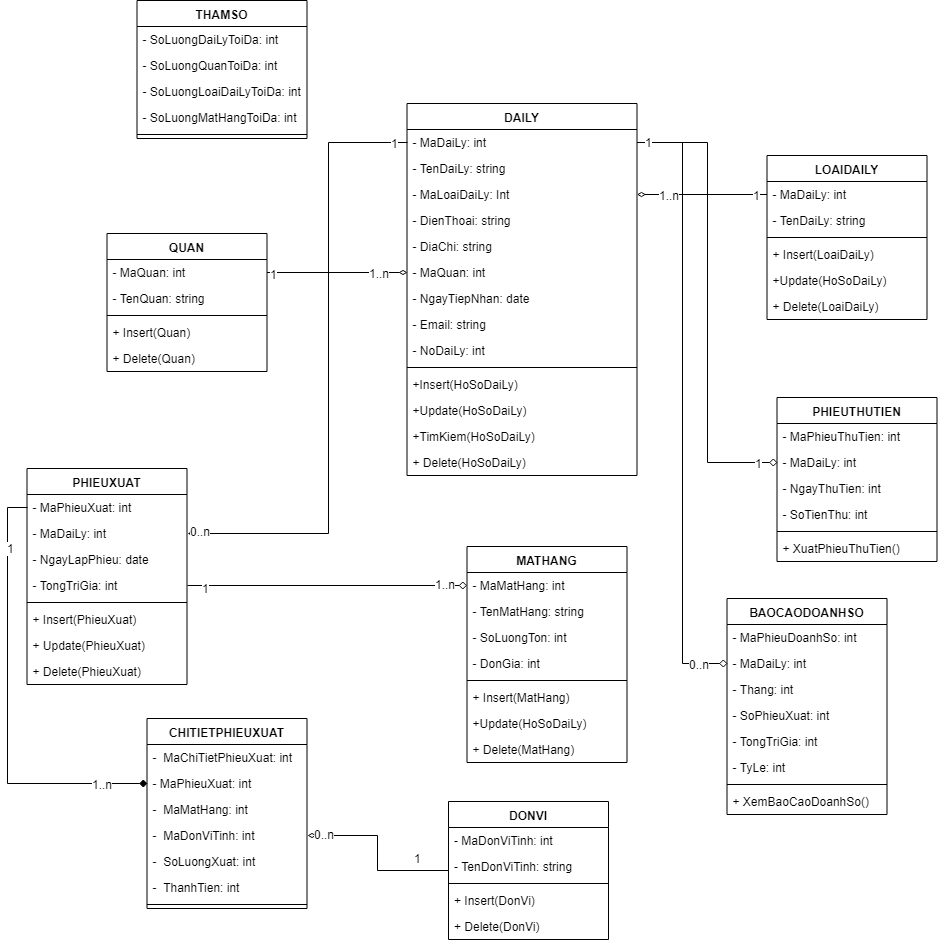 THAMSO
- SoLuongDaiLyToiDa: int
- SoLuongQuanToiDa: int
- SoLuongLoaiDaiLyToiDa: int
- SoLuongMatHangToiDa: int
DAILY
- MaDaiLy: int
- TenDaiLy: string
- MaLoaiDaiLy: Int
- DienThoai: string
- DiaChi: string
- MaQuan: int
- NgayTiepNhan: date
- Email: string
- NoDaiLy: int
+Insert(HoSoDaiLy)
+Update(HoSoDaiLy)
+TimKiem(HoSoDaiLy)
+ Delete(HoSoDaiLy)
1
1
1..n
1
LOAIDAILY
- MaDaiLy: int
- TenDaiLy: string
+ Insert(LoaiDaiLy)
+Update(HoSoDaiLy)
+ Delete(LoaiDaiLy)
QUAN
- MaQuan: int
- TenQuan: string
+ Insert(Quan)
+ Delete(Quan)
1
1..n
PHIEUTHUTIEN
- MaPhieuThuTien: int
- MaDaiLy: int
- NgayThuTien: int
- SoTienThu: int
+ XuatPhieuThuTien()
1
PHIEUXUAT
- MaPhieuXuat: int
- MaDaiLy: int
- NgayLapPhieu: date
- TongTriGia: int
+ Insert(PhieuXuat)
+ Update(PhieuXuat)
+ Delete(PhieuXuat)
0..n
1
1
1..n
MATHANG
- MaMatHang: int
- TenMatHang: string
- SoLuongTon: int
- DonGia: int
+ Insert(MatHang)
+Update(HoSoDaiLy)
+ Delete(MatHang)
BAOCAODOANHSO
- MaPhieuDoanhSo: int
- MaDaiLy: int
- Thang: int
- SoPhieuXuat: int
- TongTriGia: int
- TyLe: int
+ XemBaoCaoDoanhSo()
0..n
CHITIETPHIEUXUAT
- MaChiTietPhieuXuat: int
- MaPhieuXuat: int
- MaMatHang: int
- MaDonViTinh: int
- SoLuongXuat: int
- ThanhTien: int
1..n
0..n
1
DONVI
- MaDonViTinh: int
- TenDonViTinh: string
+ Insert(DonVi)
+ Delete(DonVi)